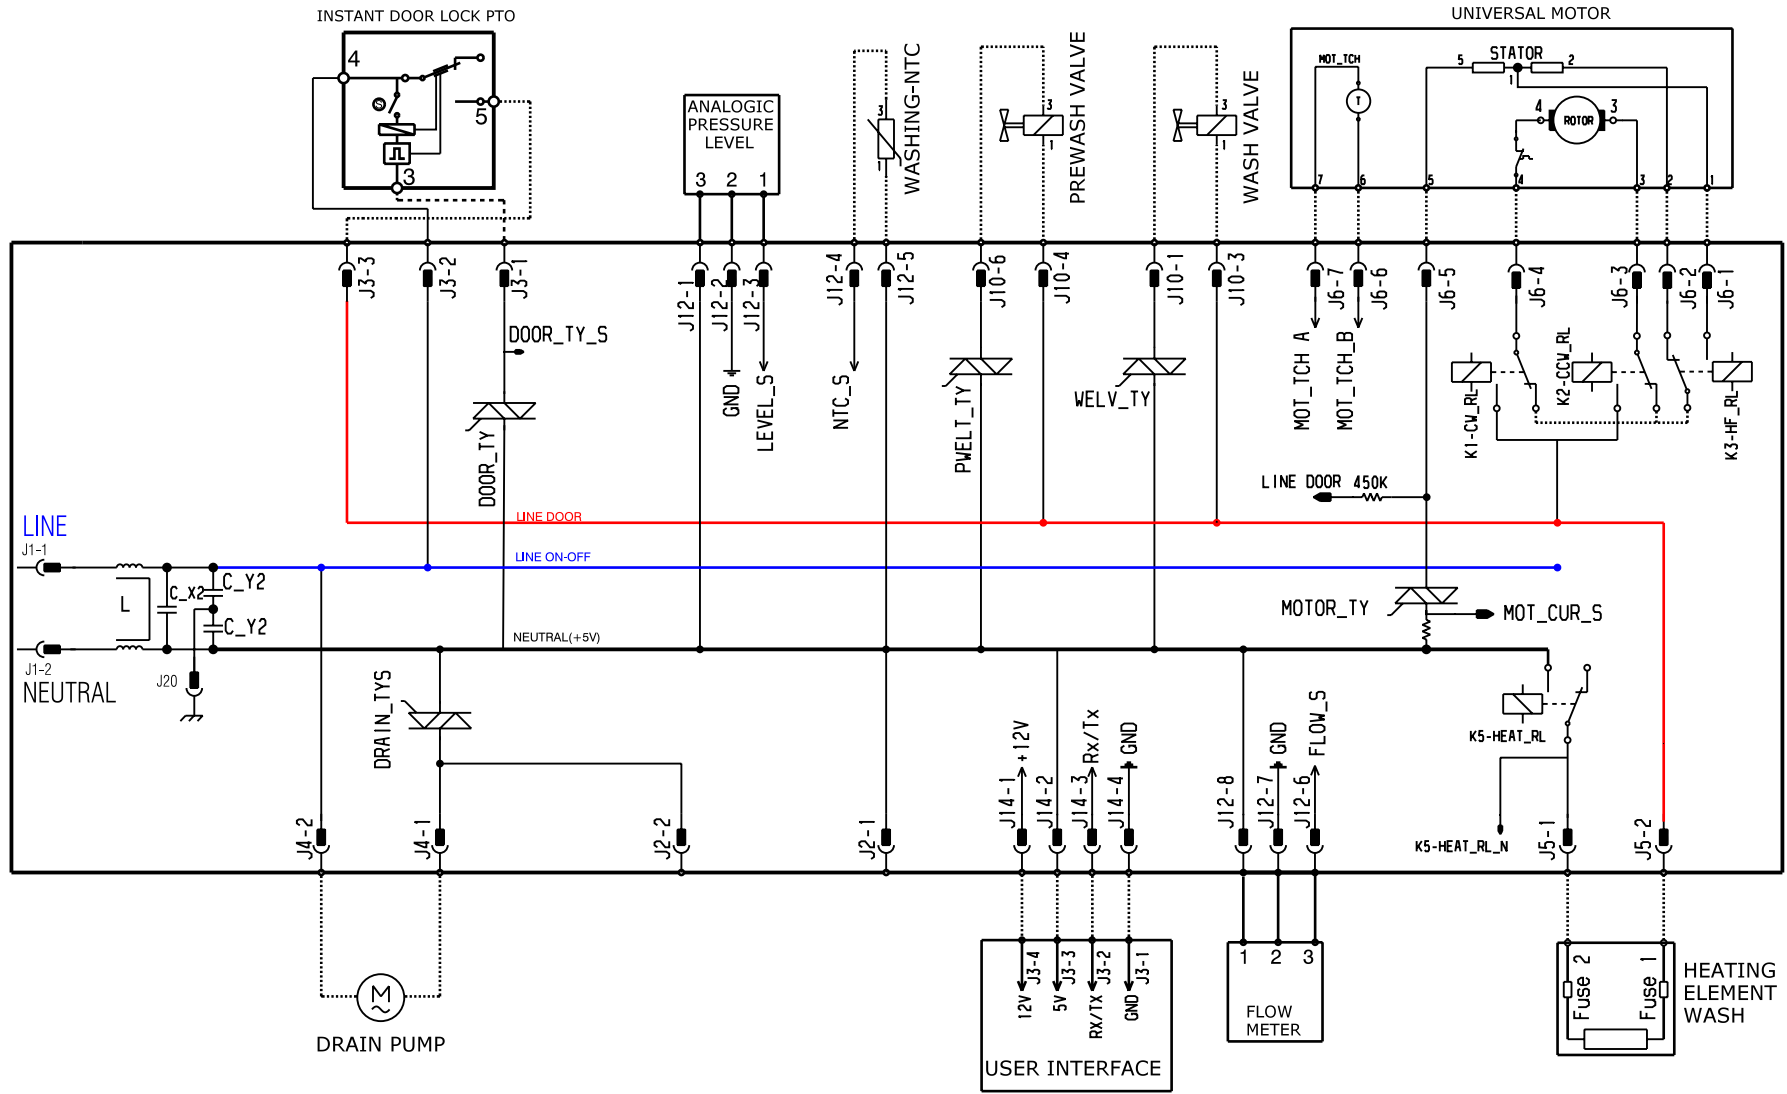 INSTANT DOOR LOCK PTO
4
S
5
3
ANALOGIC
PRESSURE
LEVEL
3 2 1
3
1
WASHING-NTC
3
1
PREWASH VALVE
3
1
WASH VALVE
UNIVERSAL MOTOR
MOT_TCH
T
5
STATOR
2
1
4
ROTOR
3
7
6
5
4
3
2
1
J3-3
J3-2
J3-1
J12-1
J12-2
J12-3
J12-4
J12-5
J10-6
J10-4
J10-1
J10-3
J6-7
J6-6
J6-5
J6-4
J6-3
J6-2
J6-1
DOOR_TY_S
DOOR_TY
GND
LEVEL_S
NTC_S
PWELT_TY
WELV_TY
MOT_TCH A
MOT_TCH_B
K1-CW_RL
K2-CCW_RL
K3-HF_RL
LINE DOOR 450K
LINE DOOR
LINE
J1-1
LINE ON-OFF
L
C_X2
C_Y2
C_Y2
MOTOR_TY
MOT_CUR_S
NEUTRAL(+5V)
J1-2
NEUTRAL
J20
DRAIN_TYS
K5-HEAT_RL
K5-HEAT_RL_N
+12V
Rx/Tx
GND
GND
FLOW_S
J4-2
J4-1
J2-2
J2-1
J14-1
J14-2
J14-3
J14-4
J12-8
J12-7
J12-6
J5-1
J5-2
M
DRAIN PUMP
J3-4
J3-3
J3-2
J3-1
12V
5V
RX/TX
GND
USER INTERFACE
1 2 3
FLOW
METER
Fuse 2
Fuse 1
HEATING
ELEMENT
WASH